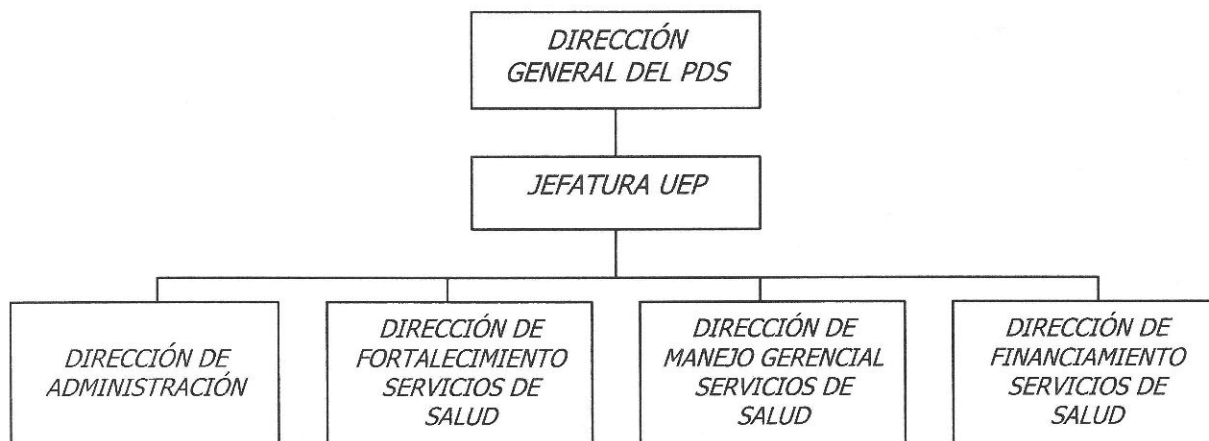 DIRECCIÓN
GENERAL DEL PDS
JEFATURA UEP
DIRECCIÓN DE
ADMINISTRACIÓN
DIRECCIÓN DE
FORTALECIMIENTO
SERVICIOS DE
SALUD
DIRECCIÓN DE
MANEJO GERENCIAL
SERVICIOS DE
SALUD
DIRECCIÓN DE
FINANCIAMIENTO
SERVICIOS DE
SALUD